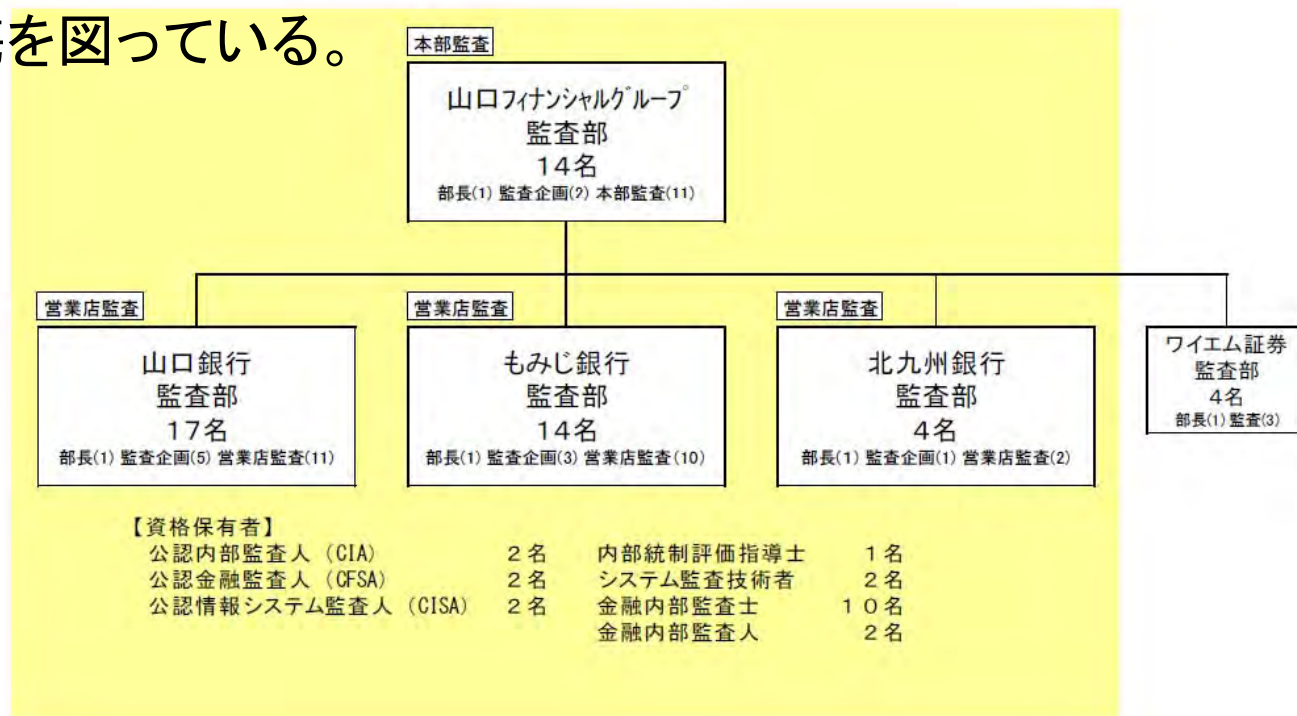 を図っている。
本部監査
山口フィナンシャルグループ
監査部
14名
部長(1) 監査企画(2) 本部監査(11)
営業店監査
山口銀行
監査部
17名
部長(1) 監査企画(5) 営業店監査(11)
営業店監査
もみじ銀行
監査部
14名
部長(1) 監査企画(3) 営業店監査(10)
営業店監査
北九州銀行
監査部
4名
部長(1) 監査企画(1) 営業店監査(2)
ワイエム証券
監査部
4名
部長(1) 監査(3)
【資格保有者】
公認内部監査人 (CIA) 2名 内部統制評価指導士 1名
公認金融監査人 (CFSA) 2名 システム監査技術者 2名
公認情報システム監査人 (CISA) 2名 金融内部監査士 10名
金融内部監査人 2名